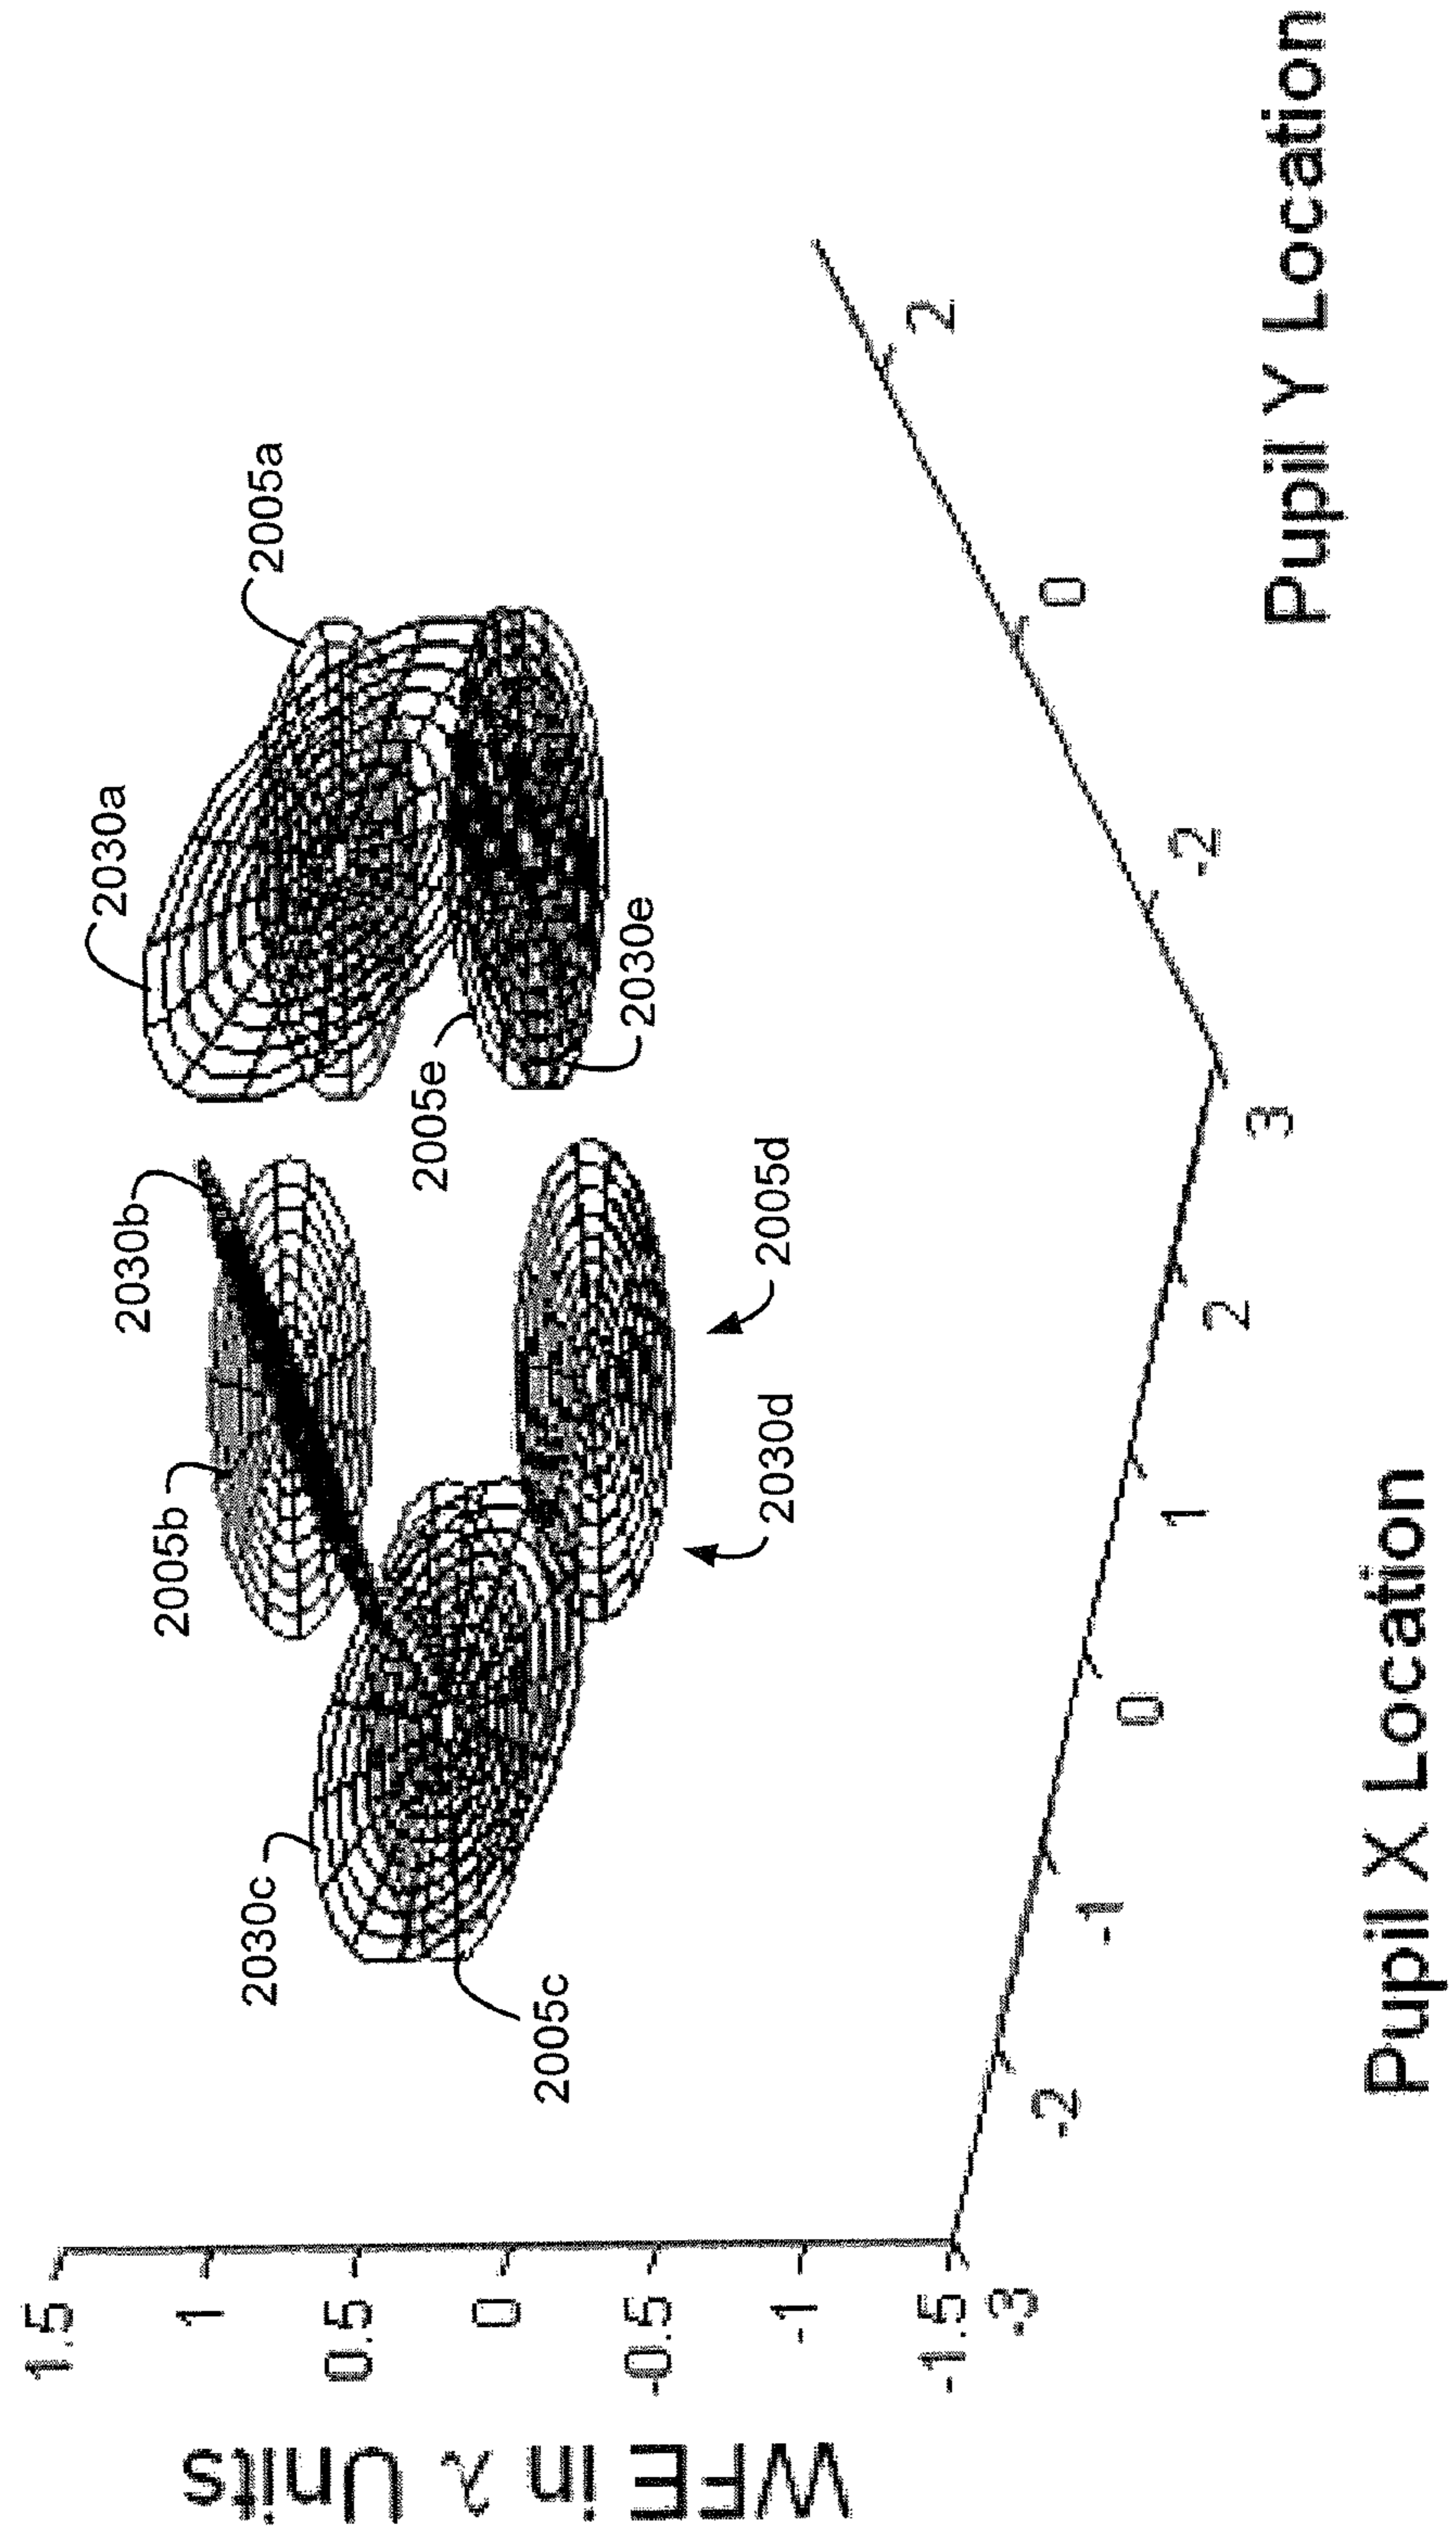 WFE in λ Units
1.5
1
0.5
0
-0.5
-1
-1.5
2030a
2005a
2030b
2005b
2030c
2005c
2005e
2030e
2005d
2030d
-3
-2
-1
0
1
2
3
Pupil X Location
-2
0
2
Pupil Y Location